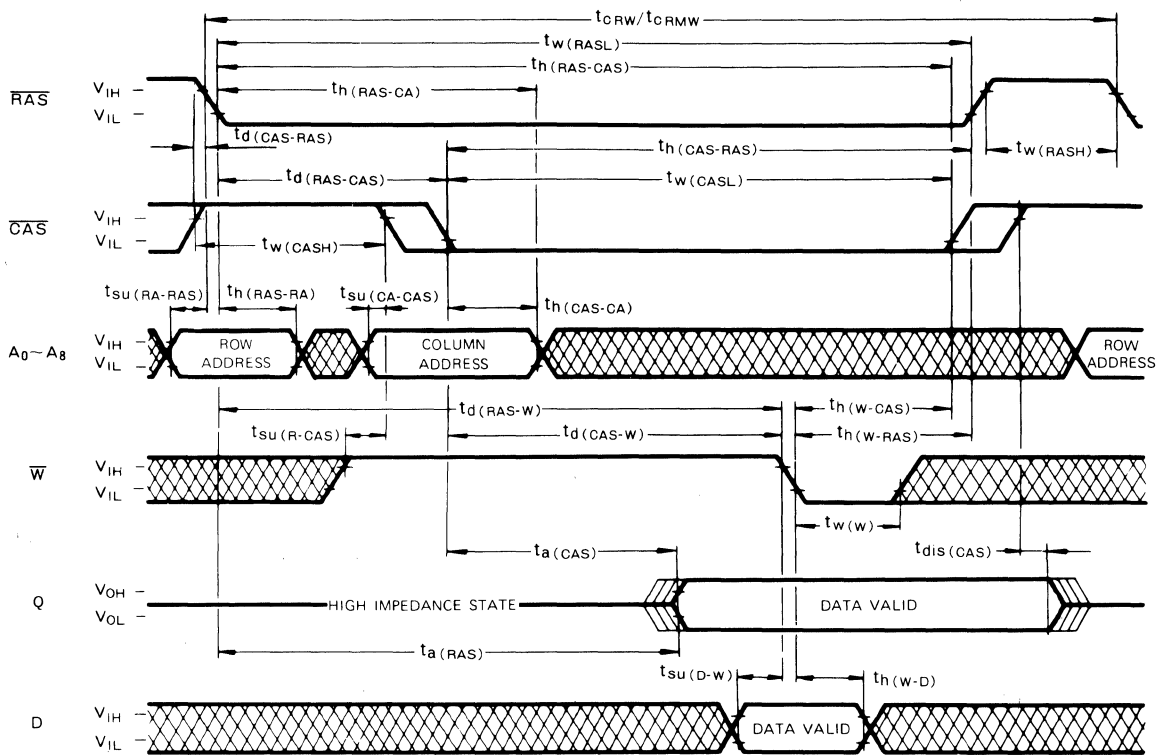 tCRW/tCRMW
tw(RASL)
th(RAS-CAS)
th(RAS-CA)
RAS
VIH
VIL
td(CAS-RAS)
th(CAS-RAS)
tw(RASH)
td(RAS-CAS)
tw(CASL)
CAS
VIH
VIL
tw(CASH)
tsu(RA-RAS)
th(RAS-RA)
tsu(CA-CAS)
th(CAS-CA)
A0~A8
VIH
VIL
ROW
ADDRESS
COLUMN
ADDRESS
ROW
ADDRESS
td(RAS-W)
th(W-CAS)
tsu(R-CAS)
td(CAS-W)
th(W-RAS)
W
VIH
VIL
tw(W)
ta(CAS)
tdis(CAS)
Q
VOH
VOL
HIGH IMPEDANCE STATE
DATA VALID
ta(RAS)
tsu(D-W)
th(W-D)
D
VIH
VIL
DATA VALID